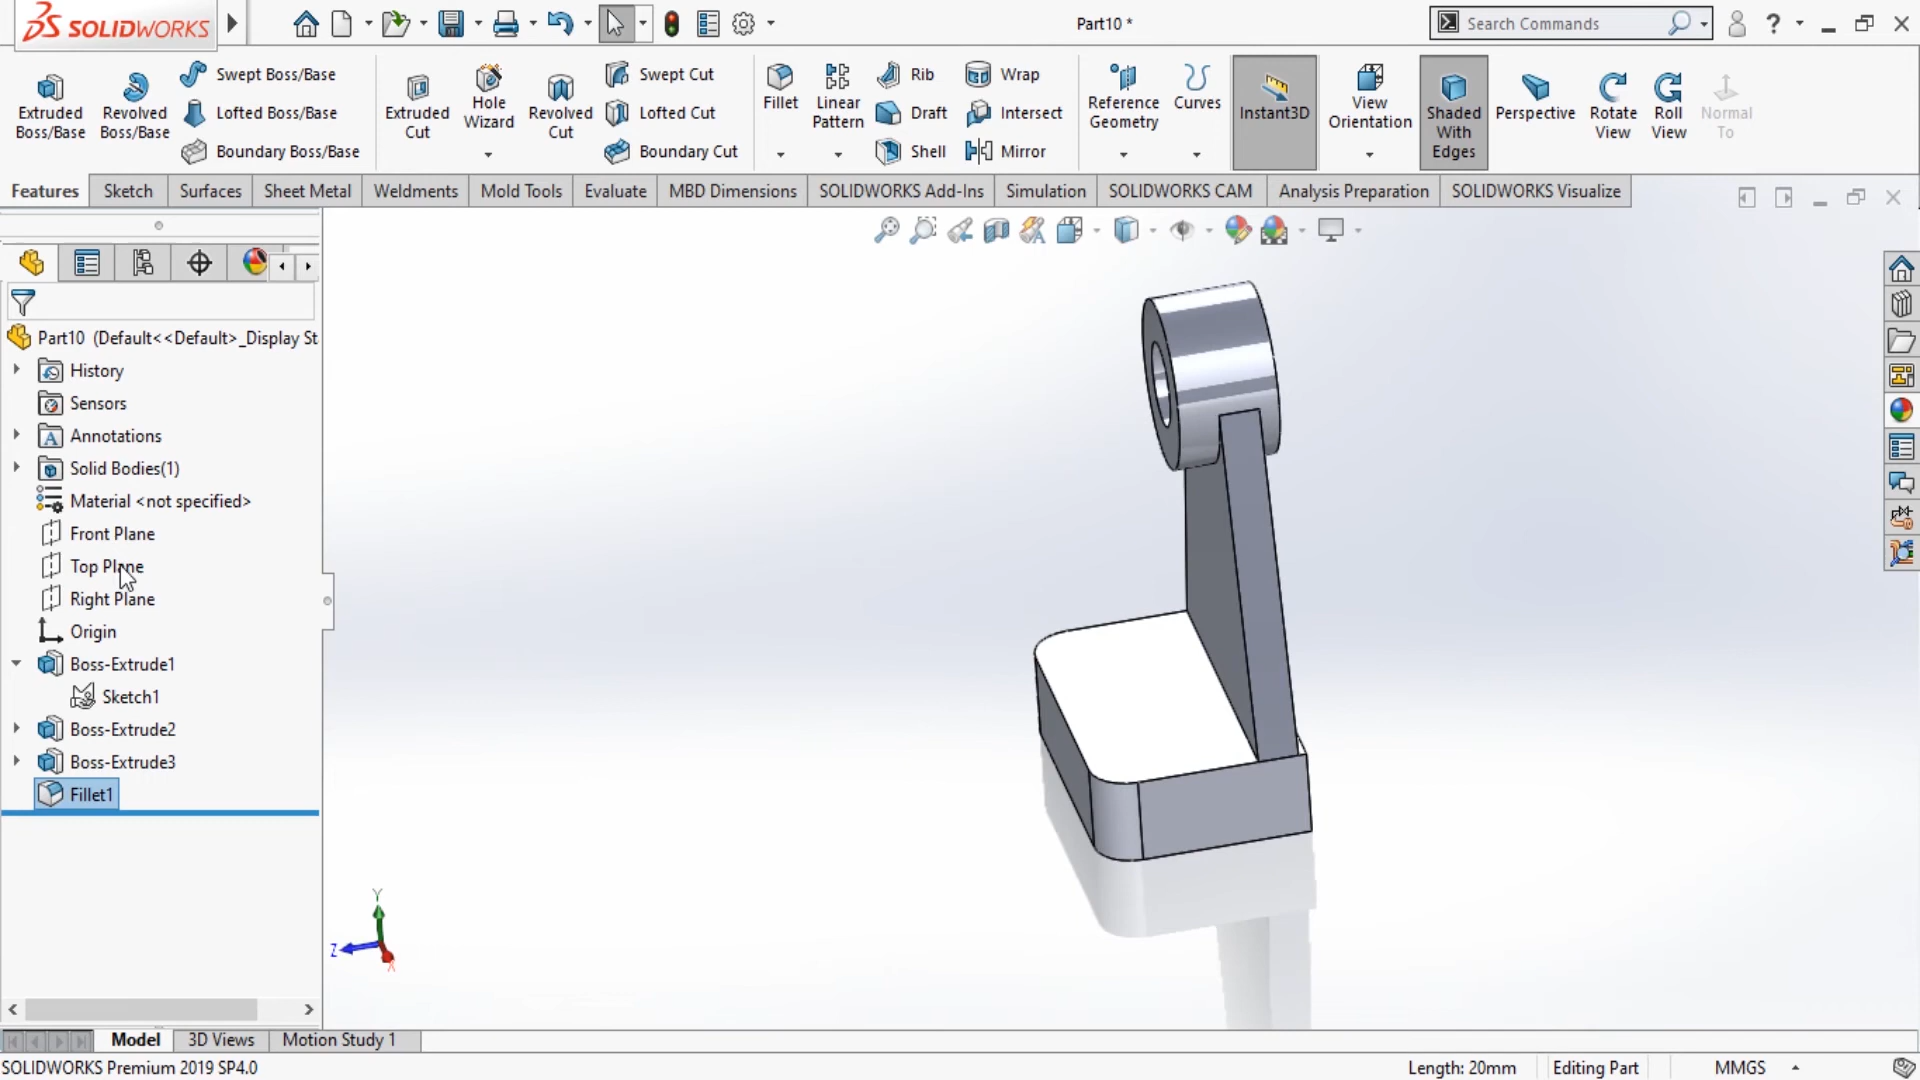 SOLIDWORKS
Part10 *
Search Commands
Extruded Boss/Base
Revolved Boss/Base
Swept Boss/Base
Lofted Boss/Base
Boundary Boss/Base
Extruded Cut
Hole Wizard
Revolved Cut
Swept Cut
Lofted Cut
Boundary Cut
Fillet
Linear Pattern
Rib
Draft
Shell
Wrap
Intersect
Mirror
Reference Geometry
Curves
Instant3D
View Orientation
Shaded With Edges
Perspective
Rotate View
Roll View
Normal To
Features
Sketch
Surfaces
Sheet Metal
Weldments
Mold Tools
Evaluate
MBD Dimensions
SOLIDWORKS Add-Ins
Simulation
SOLIDWORKS CAM
Analysis Preparation
SOLIDWORKS Visualize
Part10 (Default<<Default>_Display St
History
Sensors
Annotations
Solid Bodies(1)
Material <not specified>
Front Plane
Top Plane
Right Plane
Origin
Boss-Extrude1
Sketch1
Boss-Extrude2
Boss-Extrude3
Fillet1
Y
Z
X
Model
3D Views
Motion Study 1
SOLIDWORKS Premium 2019 SP4.0
Length: 20mm
Editing Part
MMGS